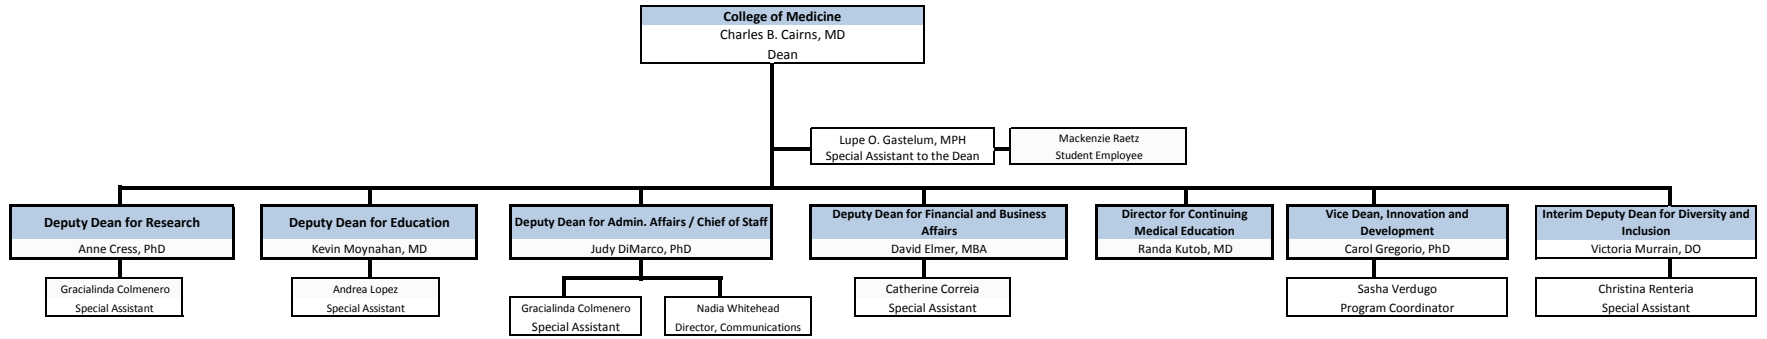 College of Medicine
Charles B. Cairns, MD
Dean
Lupe O. Gastelum, MPH
Special Assistant to the Dean
Mackenzie Raetz
Student Employee
Deputy Dean for Research
Anne Cress, PhD
Gracialinda Colmenero
Special Assistant
Deputy Dean for Education
Kevin Moynahan, MD
Andrea Lopez
Special Assistant
Deputy Dean for Admin. Affairs / Chief of Staff
Judy DiMarco, PhD
Gracialinda Colmenero
Special Assistant
Nadia Whitehead
Director, Communications
Deputy Dean for Financial and Business
Affairs
David Elmer, MBA
Catherine Correia
Special Assistant
Director for Continuing
Medical Education
Randa Kutob, MD
Vice Dean, Innovation and
Development
Carol Gregorio, PhD
Sasha Verdugo
Program Coordinator
Interim Deputy Dean for Diversity and
Inclusion
Victoria Murrain, DO
Christina Renteria
Special Assistant